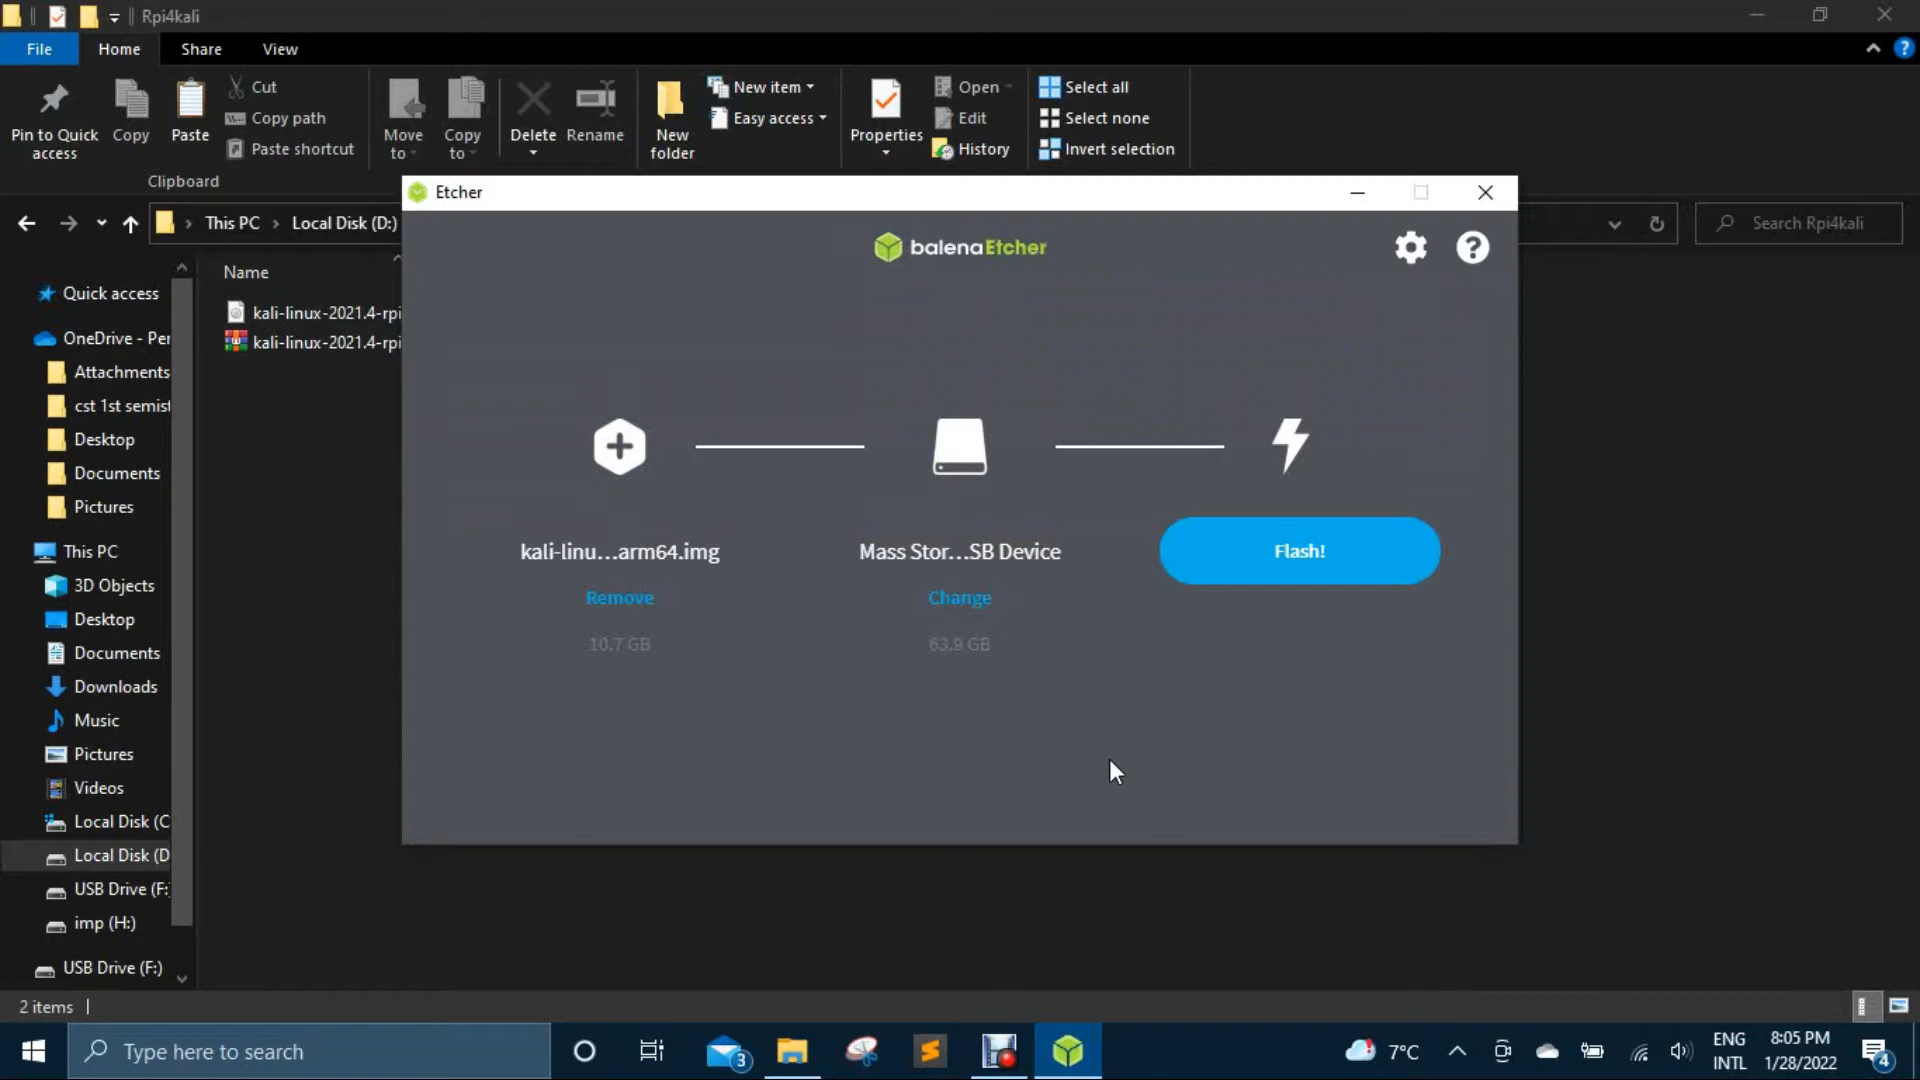 Rpi4kali
File Home Share View
Pin to Quick access
Copy
Paste
Cut
Copy path
Paste shortcut
Clipboard
Move to
Copy to
Delete
Rename
New folder
New item
Easy access
Properties
Open
Edit
History
Select all
Select none
Invert selection
This PC Local Disk (D:)
Search Rpi4kali
Quick access
OneDrive - Per
Attachments
cst 1st semist
Desktop
Documents
Pictures
This PC
3D Objects
Desktop
Documents
Downloads
Music
Pictures
Videos
Local Disk (C
Local Disk (D
USB Drive (F:
imp (H:)
USB Drive (F:)
Name
kali-linux-2021.4-rpi
kali-linux-2021.4-rpi
Etcher
balenaEtcher
kali-linu...arm64.img
Remove
10.7 GB
Mass Stor...SB Device
Change
63.9 GB
Flash!
2 items
Type here to search
3
7°C
ENG
INTL
8:05 PM
1/28/2022
4